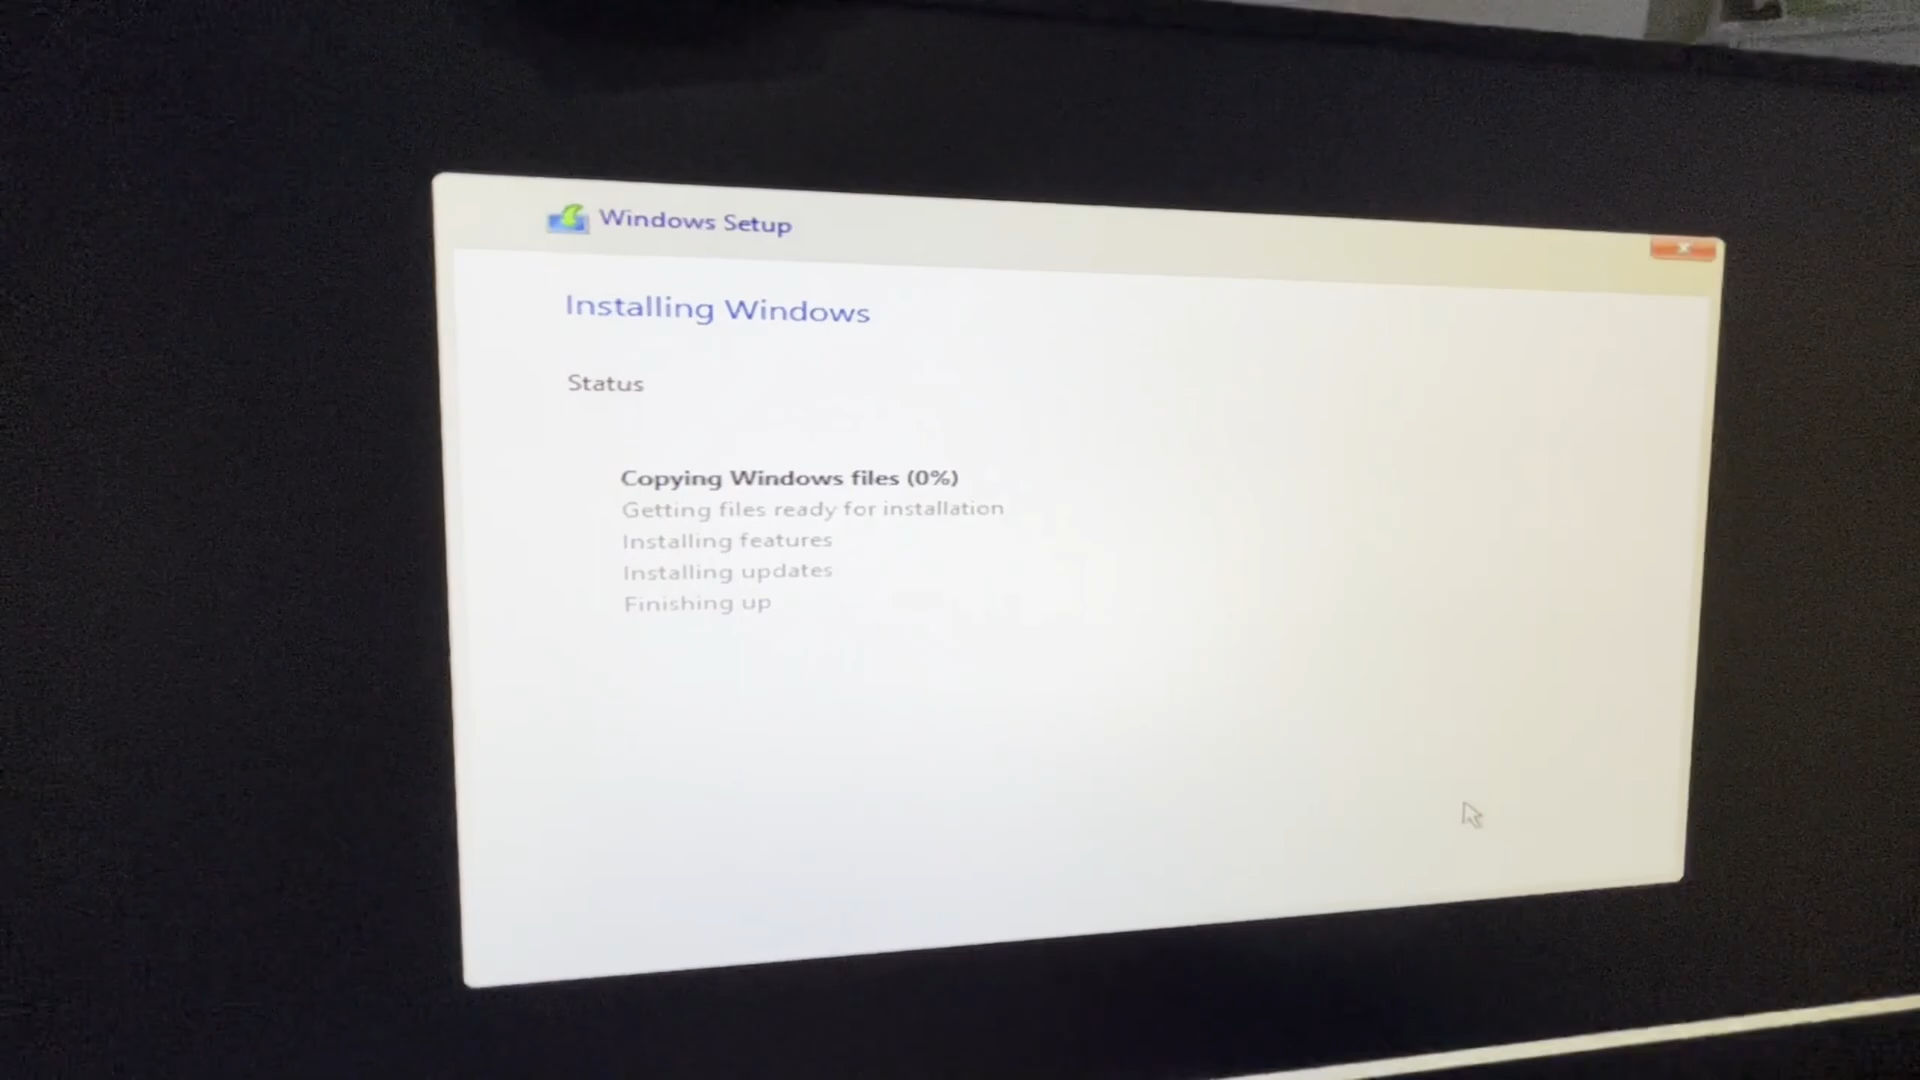 Windows Setup
Installing Windows
Status
Copying Windows files (0%)
Getting files ready for installation
Installing features
Installing updates
Finishing up